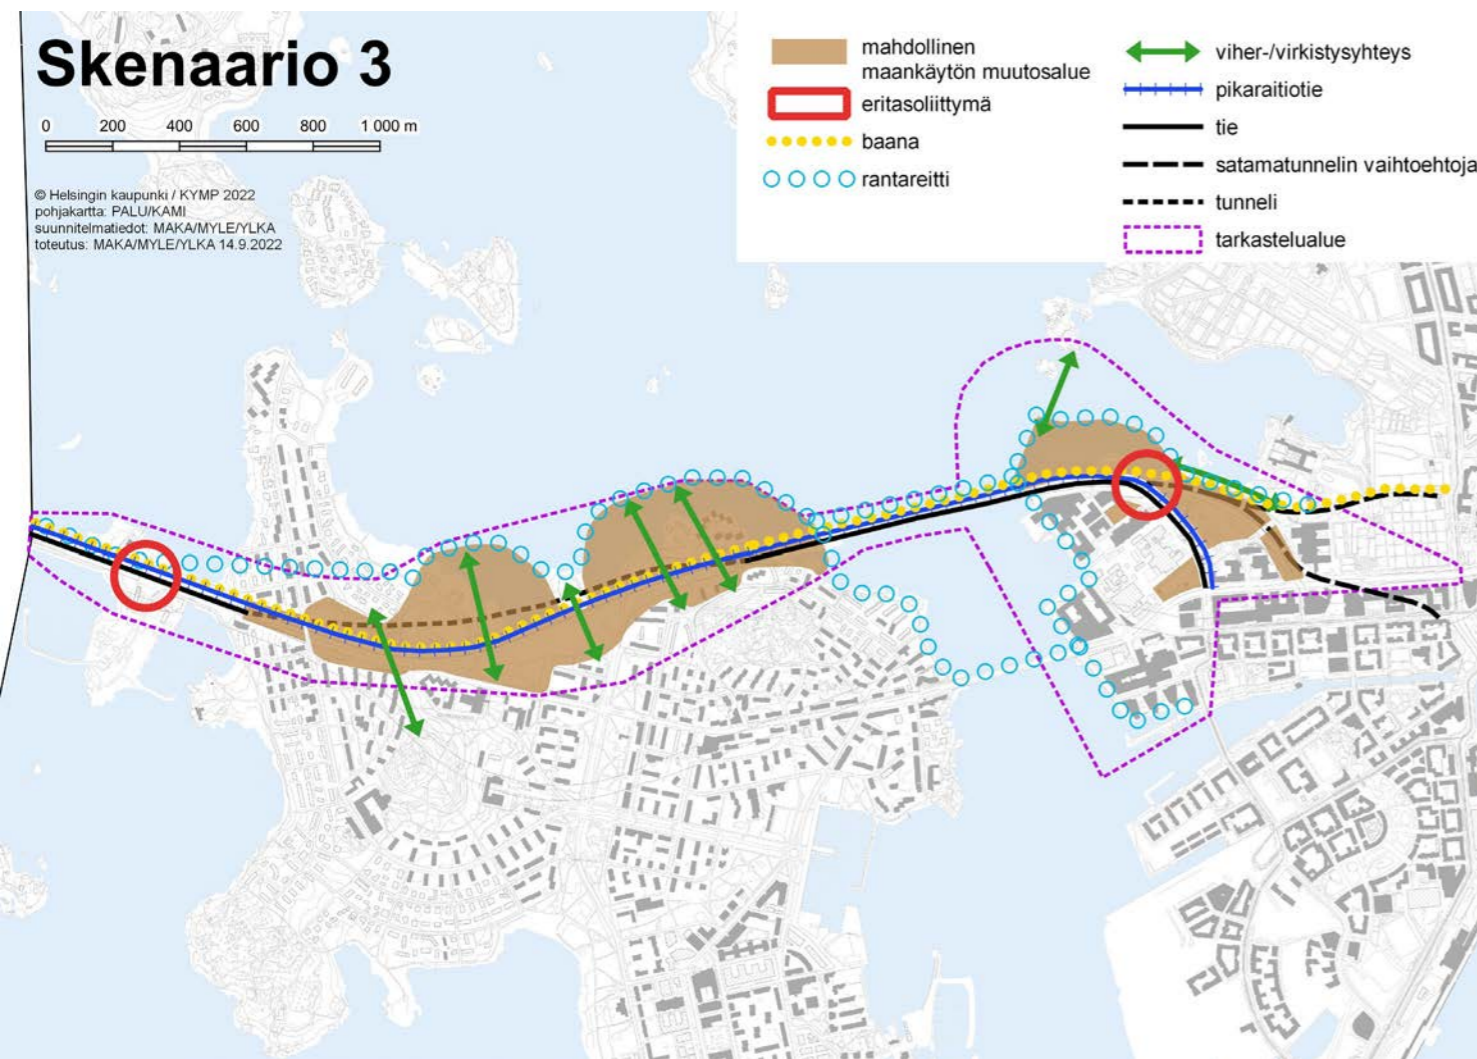 Skenaario 3
0 200 400 600 800 1 000 m
© Helsingin kaupunki / KYMP 2022
pohjakartta: PALU/KAMI
suunnitelmatiedot: MAKA/MYLE/YLKA
toteutus: MAKA/MYLE/YLKA 14.9.2022
mahdollinen
maankäytön muutosalue
eritasoliittymä
baana
rantareitti
viher-/virkistysyhteys
pikaraitiotie
tie
satamatunnelin vaihtoehtoja
tunneli
tarkastelualue